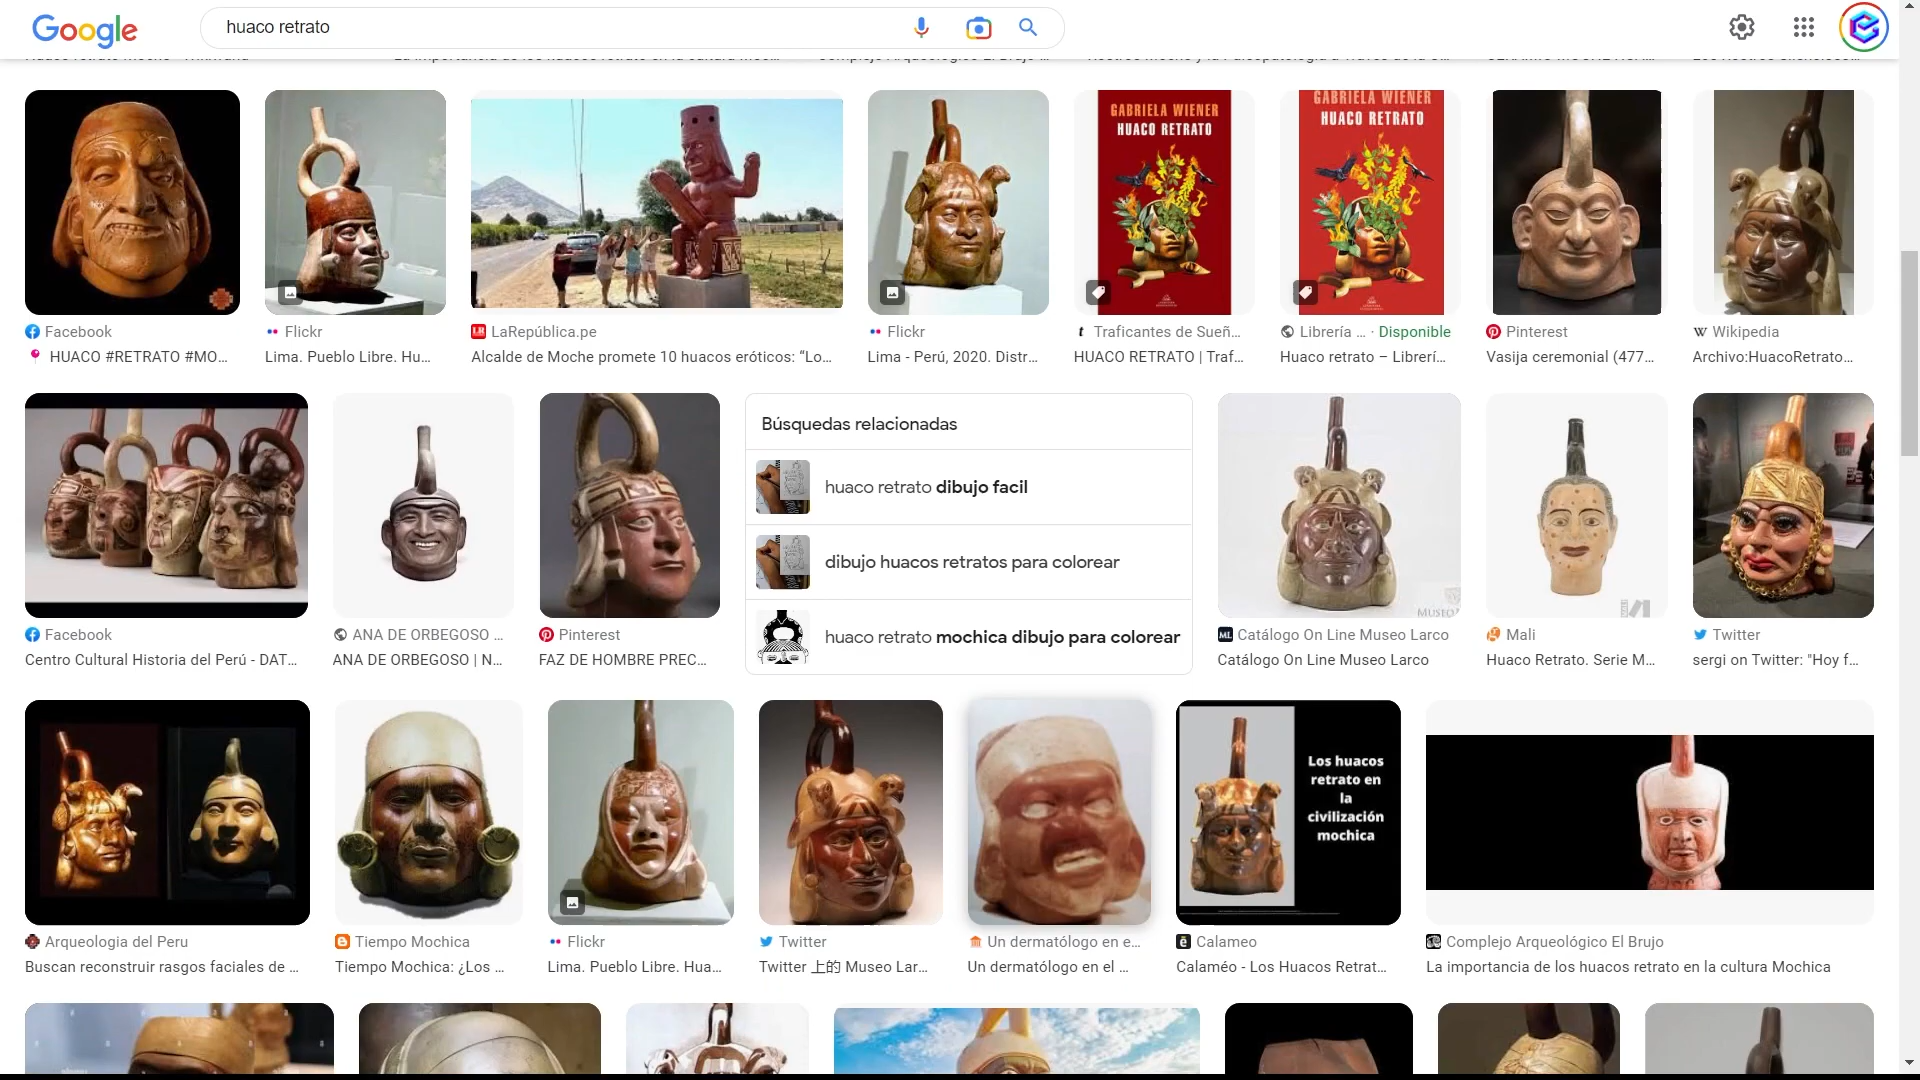 Google
huaco retrato
GABRIELA WIENER
HUACO RETRATO
GABRIELA WIENER
HUACO RETRATO
Facebook
HUACO #RETRATO #MO...
Flickr
Lima. Pueblo Libre. Hu...
LR LaRepública.pe
Alcalde de Moche promete 10 huacos eróticos: “Lo...
Flickr
Lima - Perú, 2020. Distr...
t Traficantes de Sueñ...
HUACO RETRATO | Traf...
Librería ... · Disponible
Huaco retrato – Librerí...
Pinterest
Vasija ceremonial (477...
W Wikipedia
Archivo:HuacoRetrato...
Búsquedas relacionadas
huaco retrato dibujo facil
dibujo huacos retratos para colorear
huaco retrato mochica dibujo para colorear
MUSEO
MALI
Facebook
Centro Cultural Historia del Perú - DAT...
ANA DE ORBEGOSO ...
ANA DE ORBEGOSO | N...
Pinterest
FAZ DE HOMBRE PREC...
ML Catálogo On Line Museo Larco
Catálogo On Line Museo Larco
Mali
Huaco Retrato. Serie M...
Twitter
sergi on Twitter: "Hoy f...
Los huacos
retrato en
la
civilización
mochica
Arqueologia del Peru
Buscan reconstruir rasgos faciales de ...
Tiempo Mochica
Tiempo Mochica: ¿Los ...
Flickr
Lima. Pueblo Libre. Hua...
Twitter
Twitter 上的 Museo Lar...
Un dermatólogo en e...
Un dermatólogo en el ...
Calameo
Calaméo - Los Huacos Retrat...
Complejo Arqueológico El Brujo
La importancia de los huacos retrato en la cultura Mochica